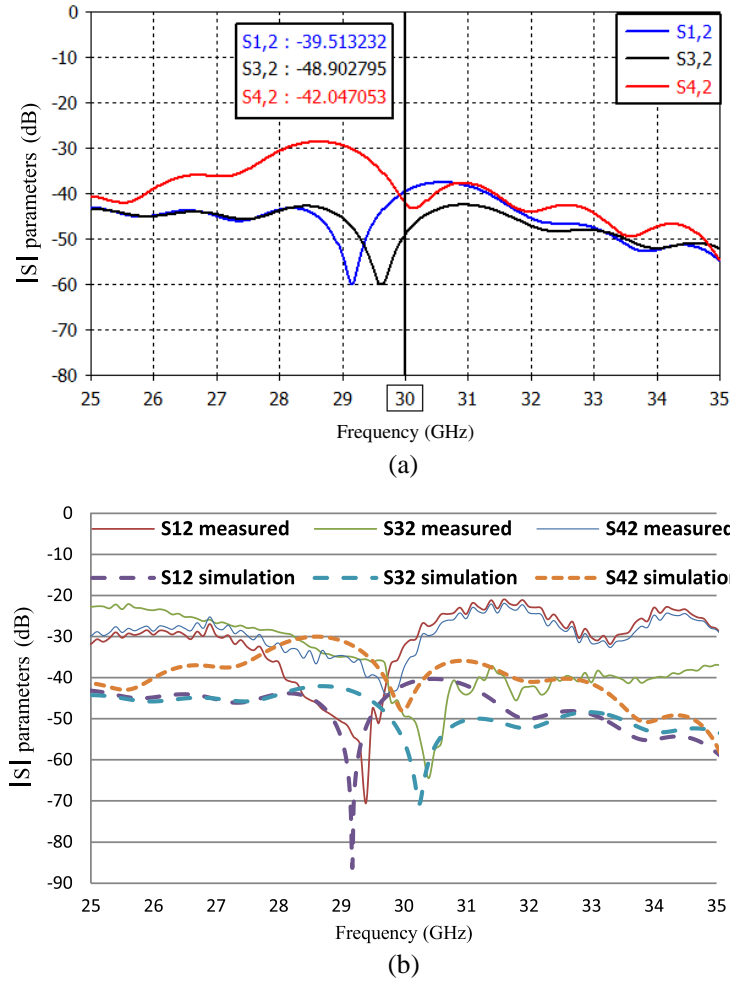 0
-10
-20
-30
-40
-50
-60
-70
-80
|S| parameters (dB)
S1,2 : -39.513232
S3,2 : -48.902795
S4,2 : -42.047053
S1,2
S3,2
S4,2
25 26 27 28 29 30 31 32 33 34 35
Frequency (GHz)
(a)
0
-10
-20
-30
-40
-50
-60
-70
-80
-90
|S| parameters (dB)
S12 measured S32 measured S42 measured
S12 simulation S32 simulation S42 simulatio
25 26 27 28 29 30 31 32 33 34 35
Frequency (GHz)
(b)